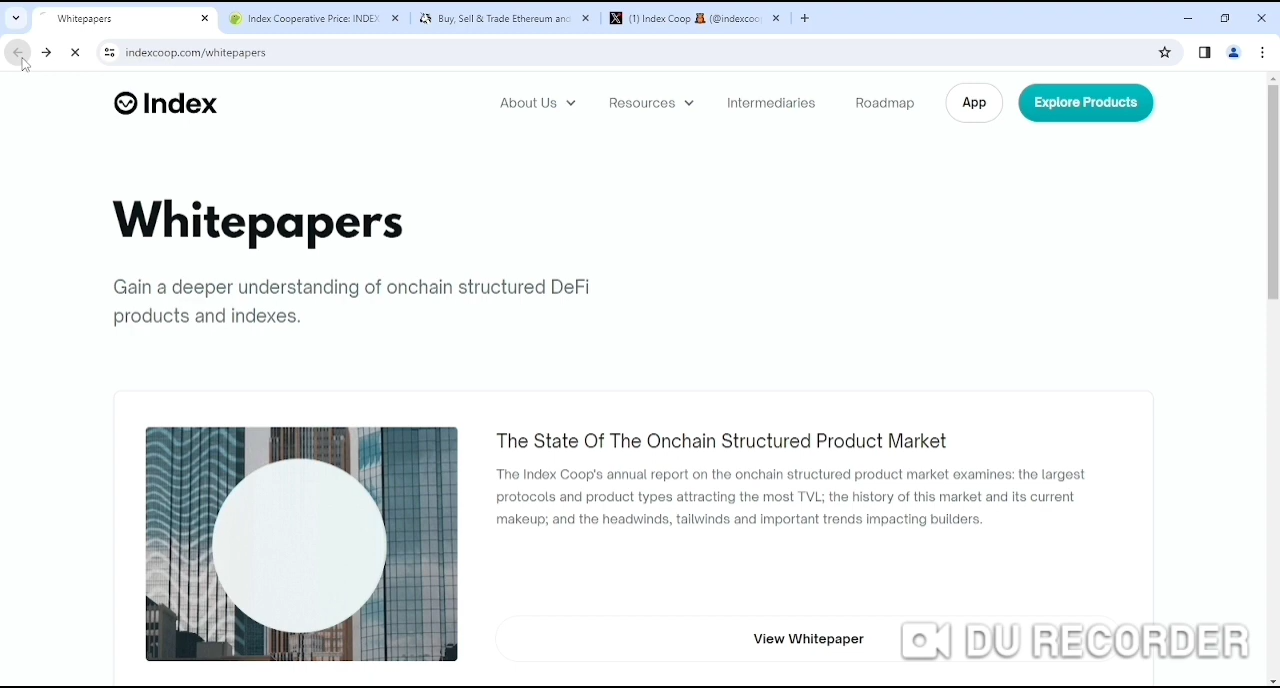 Whitepapers
Index Cooperative Price: INDEX
Buy, Sell & Trade Ethereum and
(1) Index Coop (@indexcoo
indexcoop.com/whitepapers
Index
About Us
Resources
Intermediaries
Roadmap
App
Explore Products
Whitepapers
Gain a deeper understanding of onchain structured DeFi
products and indexes.
The State Of The Onchain Structured Product Market
The Index Coop's annual report on the onchain structured product market examines: the largest
protocols and product types attracting the most TVL; the history of this market and its current
makeup; and the headwinds, tailwinds and important trends impacting builders.
View Whitepaper
DU RECORDER